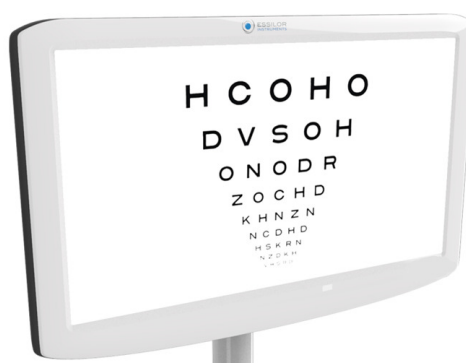 ESSILOR
INSTRUMENTS
H C O H O
D V S O H
O N O D R
Z O C H D
K H N Z N
N C D H D
H S K R N
N Z D K H